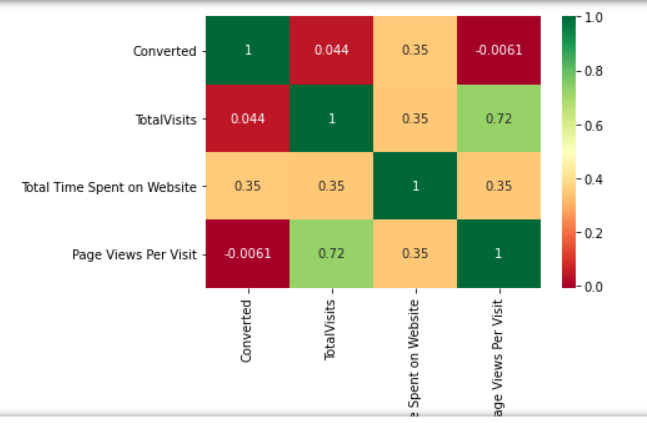 Converted 1 0.044 0.35 -0.0061
TotalVisits 0.044 1 0.35 0.72
Total Time Spent on Website 0.35 0.35 1 0.35
Page Views Per Visit -0.0061 0.72 0.35 1
Converted
TotalVisits
e Spent on Website
age Views Per Visit
1.0
0.8
0.6
0.4
0.2
0.0